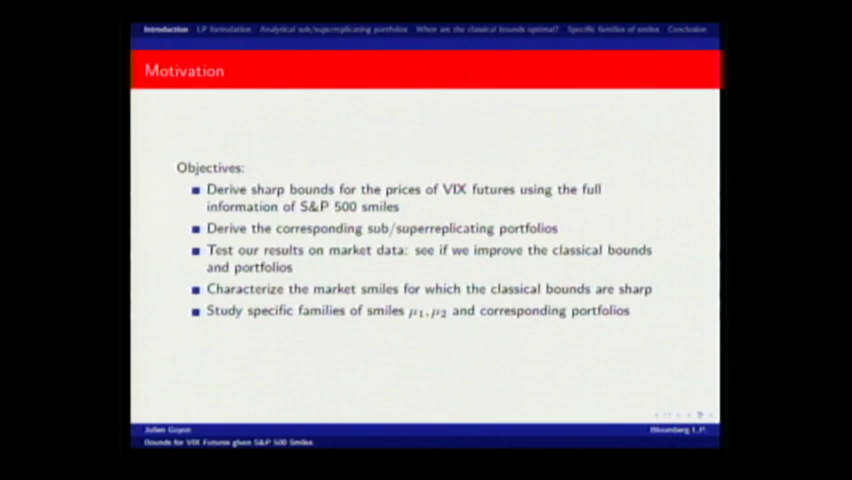 Introduction LP formulation Analytical sub/superreplicating portfolios When are the classical bounds optimal? Specific families of smiles Conclusion
Motivation
Objectives:
Derive sharp bounds for the prices of VIX futures using the full
information of S&P 500 smiles
Derive the corresponding sub/superreplicating portfolios
Test our results on market data: see if we improve the classical bounds
and portfolios
Characterize the market smiles for which the classical bounds are sharp
Study specific families of smiles μ₁, μ₂ and corresponding portfolios
Julien Guyon Bloomberg L.P.
Bounds for VIX Futures given S&P 500 Smiles